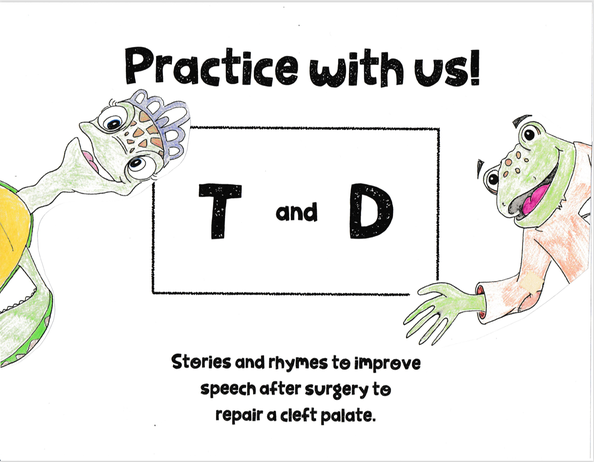 Practice with us!
T and D
Stories and rhymes to improve
speech after surgery to
repair a cleft palate.